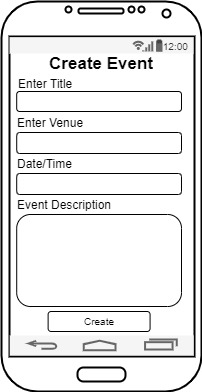 12:00
Create Event
Enter Title
Enter Venue
Date/Time
Event Description
Create